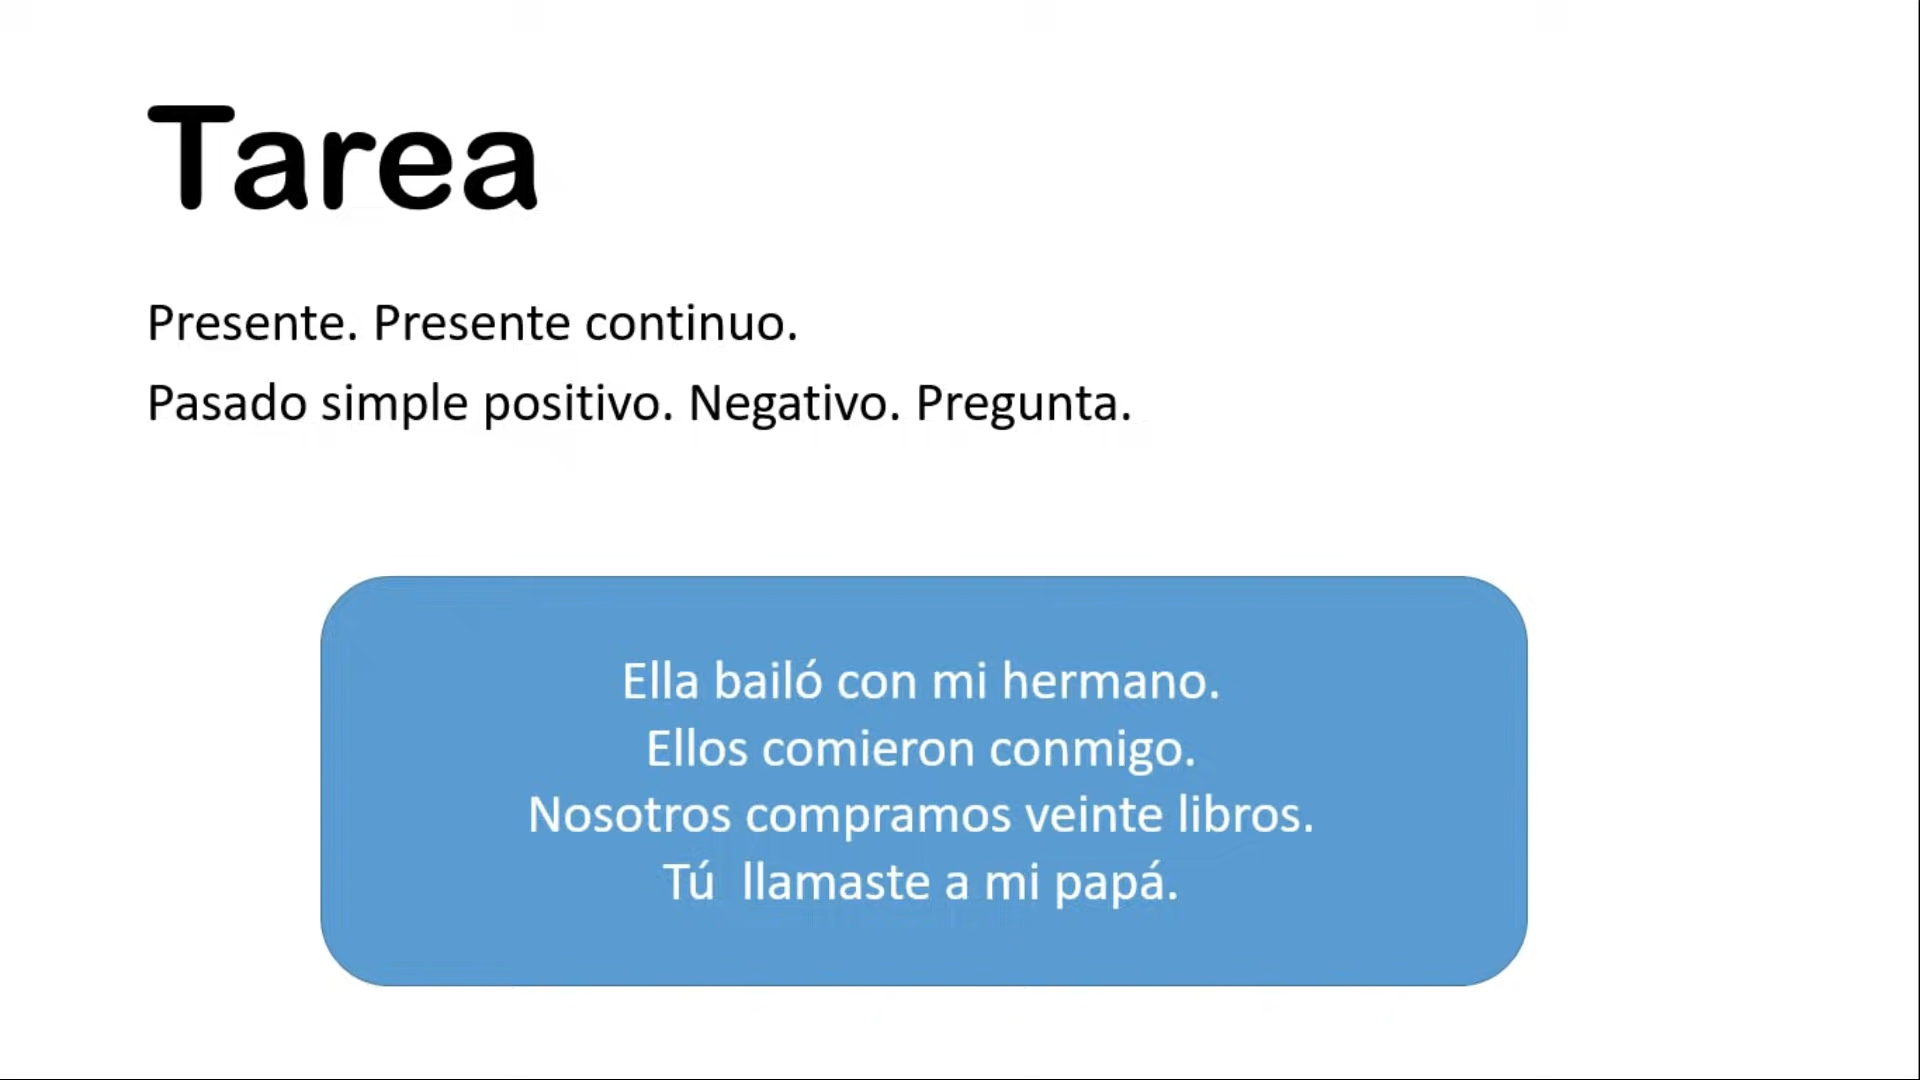 Tarea
Presente. Presente continuo.
Pasado simple positivo. Negativo. Pregunta.
Ella bailó con mi hermano.
Ellos comieron conmigo.
Nosotros compramos veinte libros.
Tú  llamaste a mi papá.